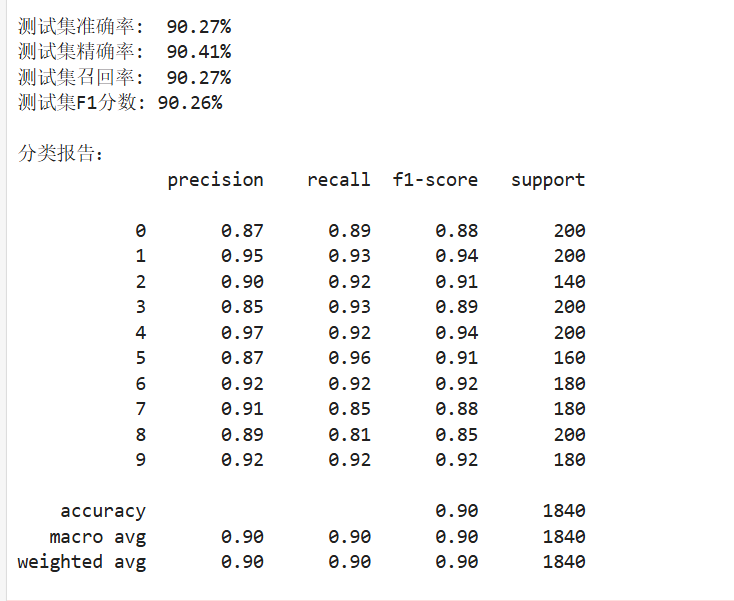 测试集准确率： 90.27%
测试集精确率： 90.41%
测试集召回率： 90.27%
测试集F1分数: 90.26%
分类报告：
precision recall f1-score support
0 0.87 0.89 0.88 200
1 0.95 0.93 0.94 200
2 0.90 0.92 0.91 140
3 0.85 0.93 0.89 200
4 0.97 0.92 0.94 200
5 0.87 0.96 0.91 160
6 0.92 0.92 0.92 180
7 0.91 0.85 0.88 180
8 0.89 0.81 0.85 200
9 0.92 0.92 0.92 180
accuracy 0.90 1840
macro avg 0.90 0.90 0.90 1840
weighted avg 0.90 0.90 0.90 1840